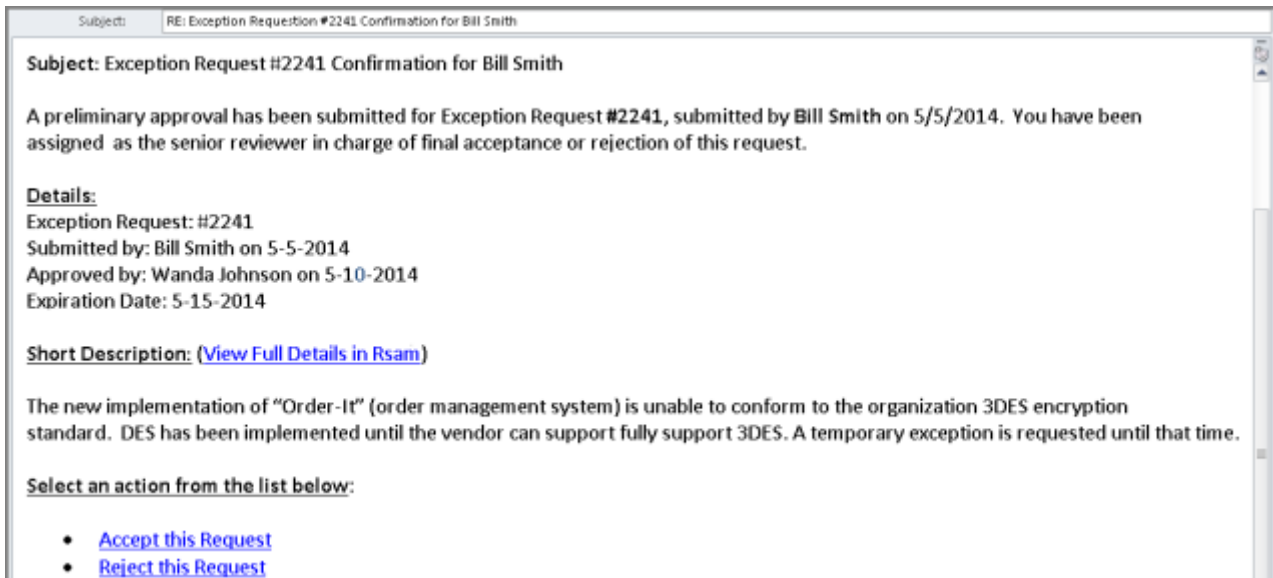 Subject: RE: Exception Requestion #2241 Confirmation for Bill Smith
Subject: Exception Request #2241 Confirmation for Bill Smith
A preliminary approval has been submitted for Exception Request #2241, submitted by Bill Smith on 5/5/2014. You have been
assigned as the senior reviewer in charge of final acceptance or rejection of this request.
Details:
Exception Request: #2241
Submitted by: Bill Smith on 5-5-2014
Approved by: Wanda Johnson on 5-10-2014
Expiration Date: 5-15-2014
Short Description: (View Full Details in Rsam)
The new implementation of “Order-It” (order management system) is unable to conform to the organization 3DES encryption
standard. DES has been implemented until the vendor can support fully support 3DES. A temporary exception is requested until that time.
Select an action from the list below:
• Accept this Request
• Reject this Request